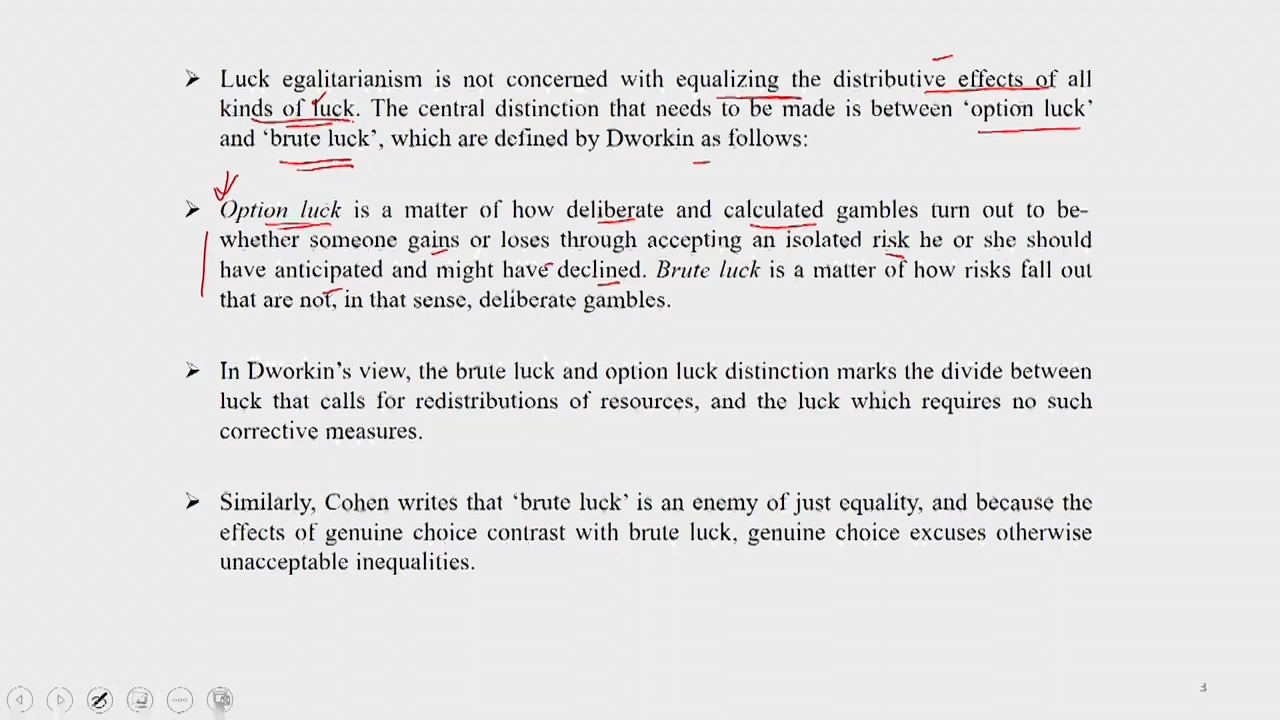 ➢ Luck egalitarianism is not concerned with equalizing the distributive effects of all
kinds of luck. The central distinction that needs to be made is between ‘option luck’
and ‘brute luck’, which are defined by Dworkin as follows:
➢ Option luck is a matter of how deliberate and calculated gambles turn out to be-
whether someone gains or loses through accepting an isolated risk he or she should
have anticipated and might have declined. Brute luck is a matter of how risks fall out
that are not, in that sense, deliberate gambles.
➢ In Dworkin’s view, the brute luck and option luck distinction marks the divide between
luck that calls for redistributions of resources, and the luck which requires no such
corrective measures.
➢ Similarly, Cohen writes that ‘brute luck’ is an enemy of just equality, and because the
effects of genuine choice contrast with brute luck, genuine choice excuses otherwise
unacceptable inequalities.
3